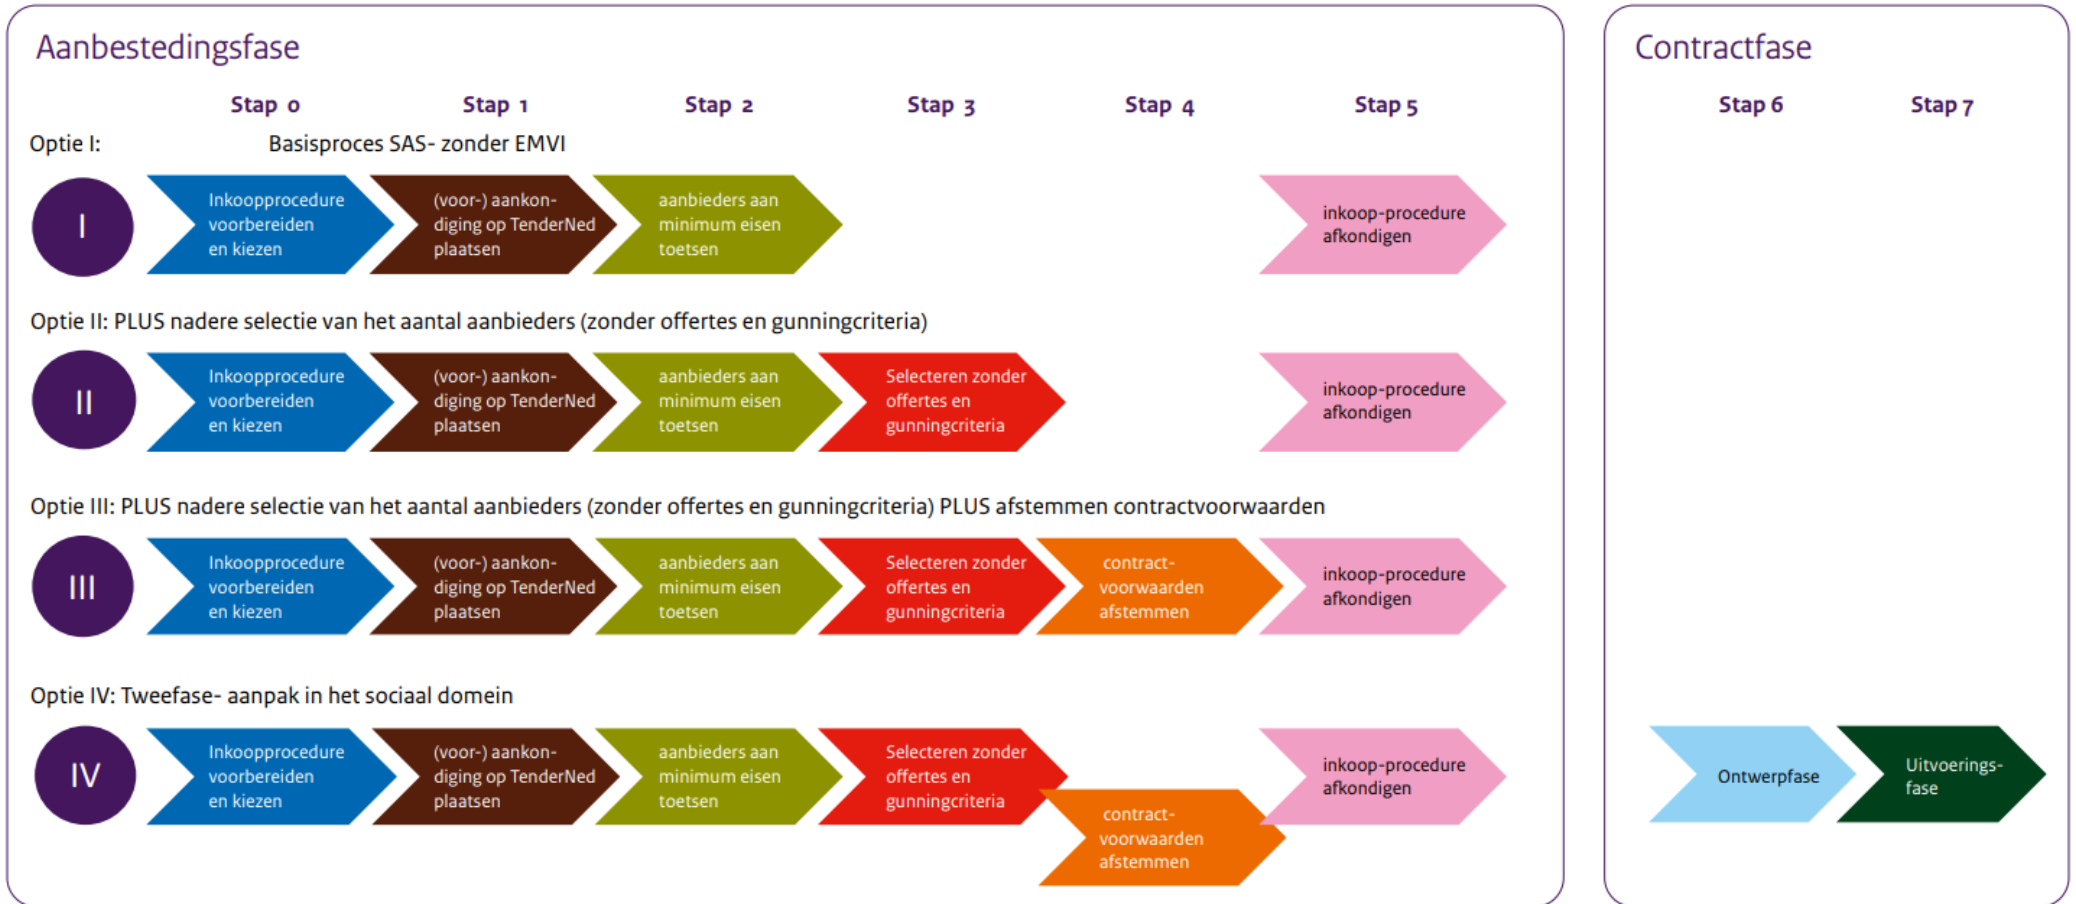 Aanbestedingsfase
Contractfase
Stap 0 Stap 1 Stap 2 Stap 3 Stap 4 Stap 5 Stap 6 Stap 7
Optie I: Basisproces SAS- zonder EMVI
I
Inkoopprocedure
voorbereiden
en kiezen
(voor-) aankon-
diging op TenderNed
plaatsen
aanbieders aan
minimum eisen
toetsen
inkoop-procedure
afkondigen
Optie II: PLUS nadere selectie van het aantal aanbieders (zonder offertes en gunningcriteria)
II
Inkoopprocedure
voorbereiden
en kiezen
(voor-) aankon-
diging op TenderNed
plaatsen
aanbieders aan
minimum eisen
toetsen
Selecteren zonder
offertes en
gunningcriteria
inkoop-procedure
afkondigen
Optie III: PLUS nadere selectie van het aantal aanbieders (zonder offertes en gunningcriteria) PLUS afstemmen contractvoorwaarden
III
Inkoopprocedure
voorbereiden
en kiezen
(voor-) aankon-
diging op TenderNed
plaatsen
aanbieders aan
minimum eisen
toetsen
Selecteren zonder
offertes en
gunningcriteria
contract-
voorwaarden
afstemmen
inkoop-procedure
afkondigen
Optie IV: Tweefase- aanpak in het sociaal domein
IV
Inkoopprocedure
voorbereiden
en kiezen
(voor-) aankon-
diging op TenderNed
plaatsen
aanbieders aan
minimum eisen
toetsen
Selecteren zonder
offertes en
gunningcriteria
contract-
voorwaarden
afstemmen
inkoop-procedure
afkondigen
Ontwerpfase
Uitvoerings-
fase